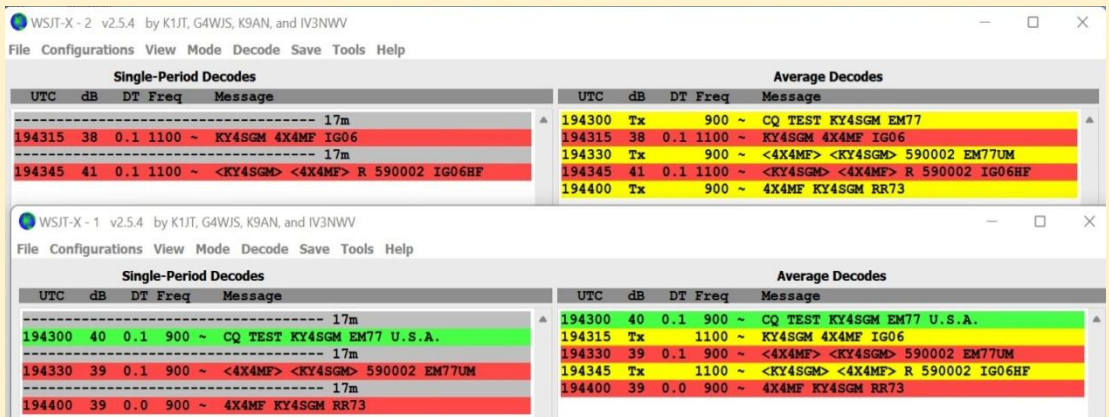 WSJT-X - 2 v2.5.4 by K1JT, G4WJS, K9AN, and IV3NWV
File Configurations View Mode Decode Save Tools Help
Single-Period Decodes
UTC dB DT Freq Message
----------------------------------- 17m
194315 38 0.1 1100 ~ KY4SGM 4X4MF IG06
----------------------------------- 17m
194345 41 0.1 1100 ~ <KY4SGM> <4X4MF> R 590002 IG06HF
Average Decodes
UTC dB DT Freq Message
194300 Tx 900 ~ CQ TEST KY4SGM EM77
194315 38 0.1 1100 ~ KY4SGM 4X4MF IG06
194330 Tx 900 ~ <4X4MF> <KY4SGM> 590002 EM77UM
194345 41 0.1 1100 ~ <KY4SGM> <4X4MF> R 590002 IG06HF
194400 Tx 900 ~ 4X4MF KY4SGM RR73
WSJT-X - 1 v2.5.4 by K1JT, G4WJS, K9AN, and IV3NWV
File Configurations View Mode Decode Save Tools Help
Single-Period Decodes
UTC dB DT Freq Message
----------------------------------- 17m
194300 40 0.1 900 ~ CQ TEST KY4SGM EM77 U.S.A.
----------------------------------- 17m
194330 39 0.1 900 ~ <4X4MF> <KY4SGM> 590002 EM77UM
----------------------------------- 17m
194400 39 0.0 900 ~ 4X4MF KY4SGM RR73
Average Decodes
UTC dB DT Freq Message
194300 40 0.1 900 ~ CQ TEST KY4SGM EM77 U.S.A.
194315 Tx 1100 ~ KY4SGM 4X4MF IG06
194330 39 0.1 900 ~ <4X4MF> <KY4SGM> 590002 EM77UM
194345 Tx 1100 ~ <KY4SGM> <4X4MF> R 590002 IG06HF
194400 39 0.0 900 ~ 4X4MF KY4SGM RR73